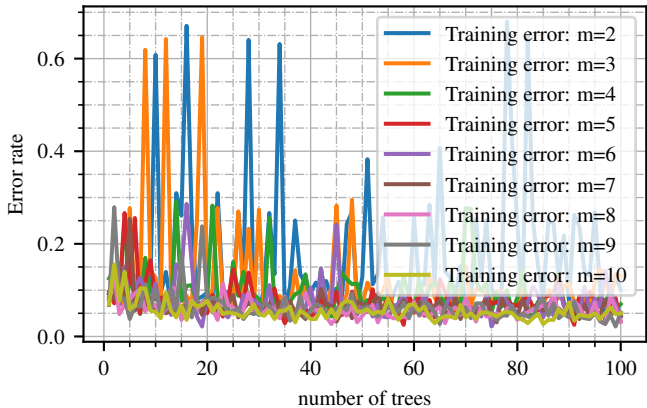 Error rate
0.6
0.4
0.2
0.0
Training error: m=2
Training error: m=3
Training error: m=4
Training error: m=5
Training error: m=6
Training error: m=7
Training error: m=8
Training error: m=9
Training error: m=10
0 20 40 60 80 100
number of trees